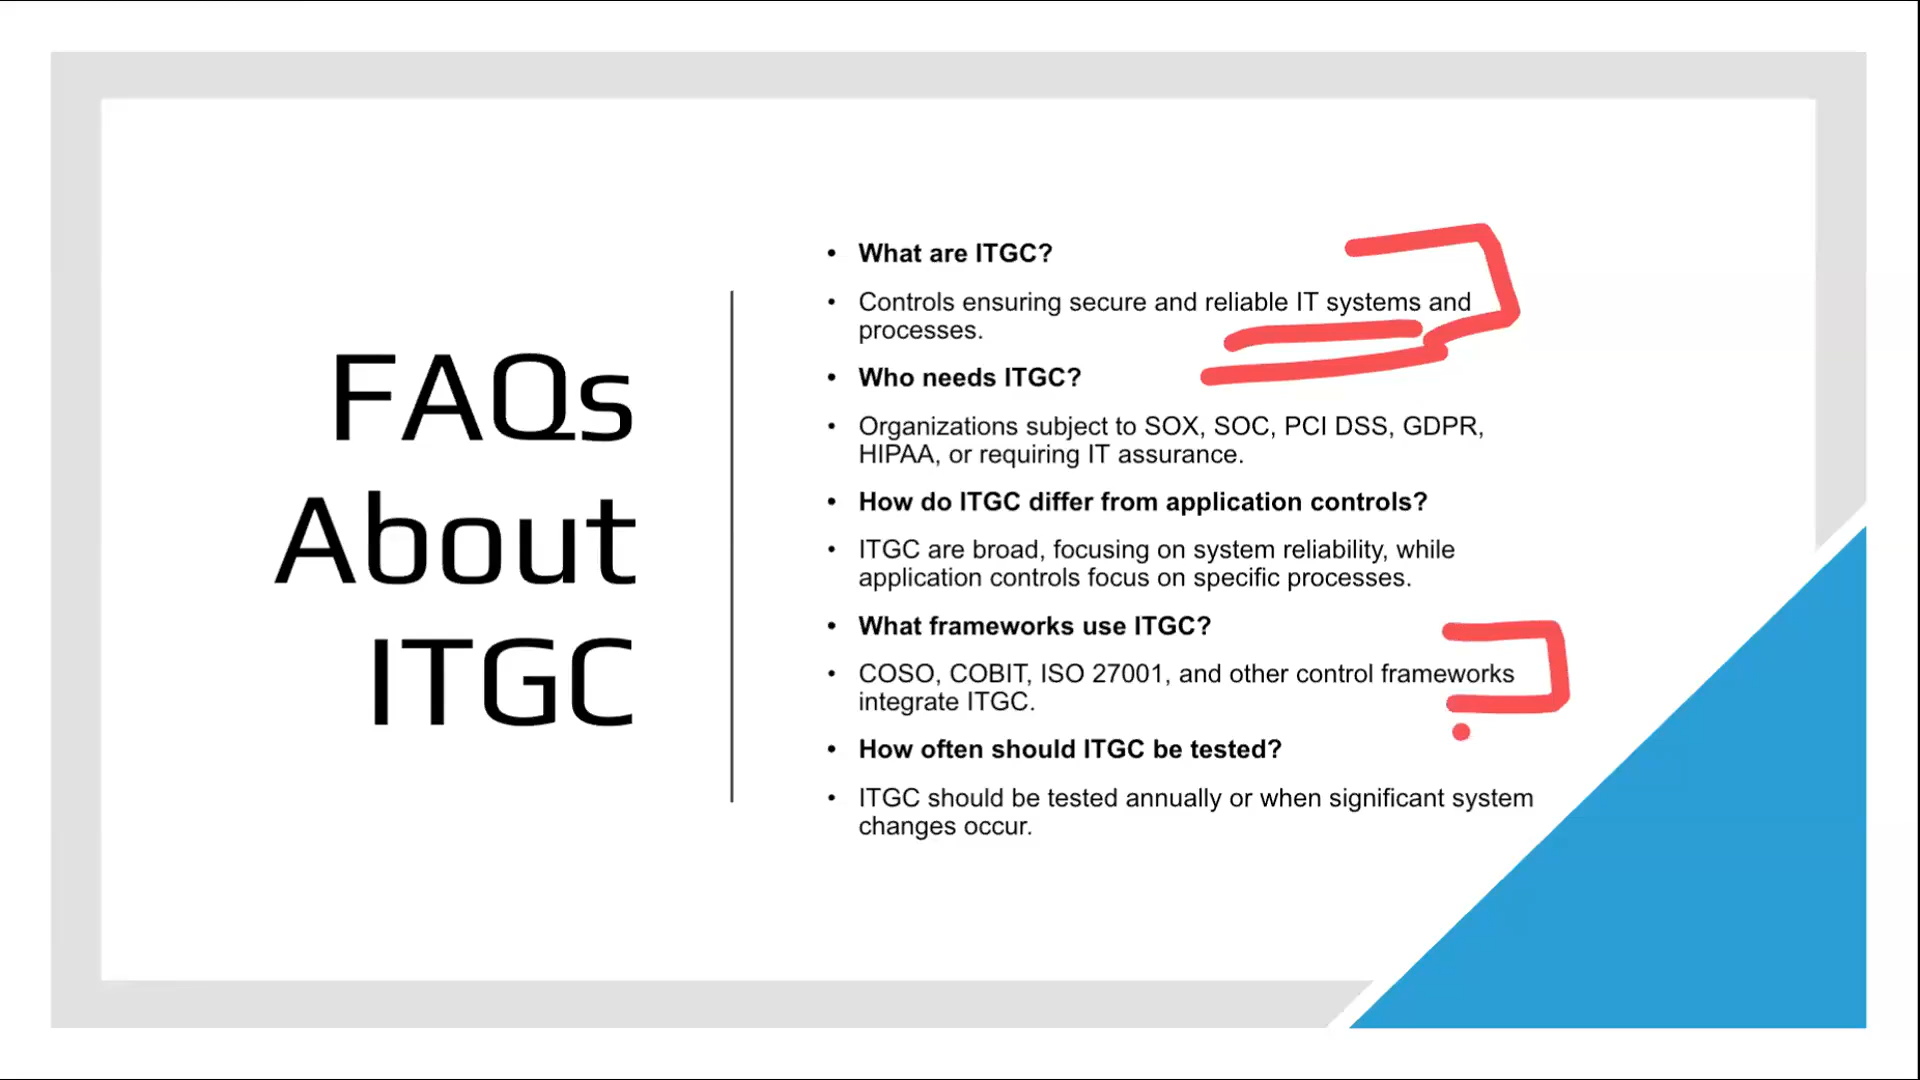 FAQs
About
ITGC
• What are ITGC?
• Controls ensuring secure and reliable IT systems and
processes.
• Who needs ITGC?
• Organizations subject to SOX, SOC, PCI DSS, GDPR,
HIPAA, or requiring IT assurance.
• How do ITGC differ from application controls?
• ITGC are broad, focusing on system reliability, while
application controls focus on specific processes.
• What frameworks use ITGC?
• COSO, COBIT, ISO 27001, and other control frameworks
integrate ITGC.
• How often should ITGC be tested?
• ITGC should be tested annually or when significant system
changes occur.